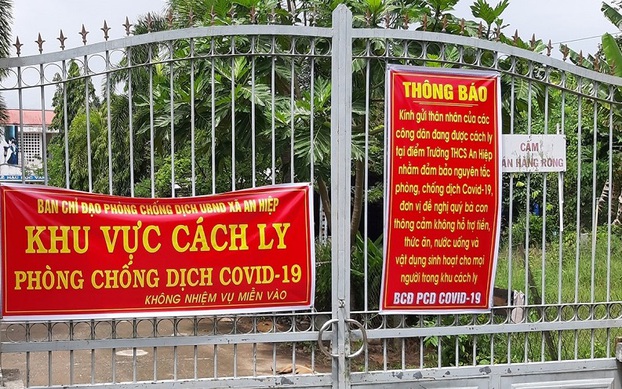 BAN CHỈ ĐẠO PHÒNG CHỐNG DỊCH UBND XÃ AN HIỆP
KHU VỰC CÁCH LY
PHÒNG CHỐNG DỊCH COVID-19
KHÔNG NHIỆM VỤ MIỄN VÀO
THÔNG BÁO
Kính gửi thân nhân của các
công dân đang được cách ly
tại điểm Trường THCS An Hiệp
nhằm đảm bảo nguyên tắc
phòng, chống dịch Covid-19,
đơn vị đề nghị quý bà con
thông cảm không hỗ trợ tiền,
thức ăn, nước uống và
vật dụng sinh hoạt cho mọi
người trong khu cách ly
BCĐ PCD COVID-19
CẤM
HÀNG RONG